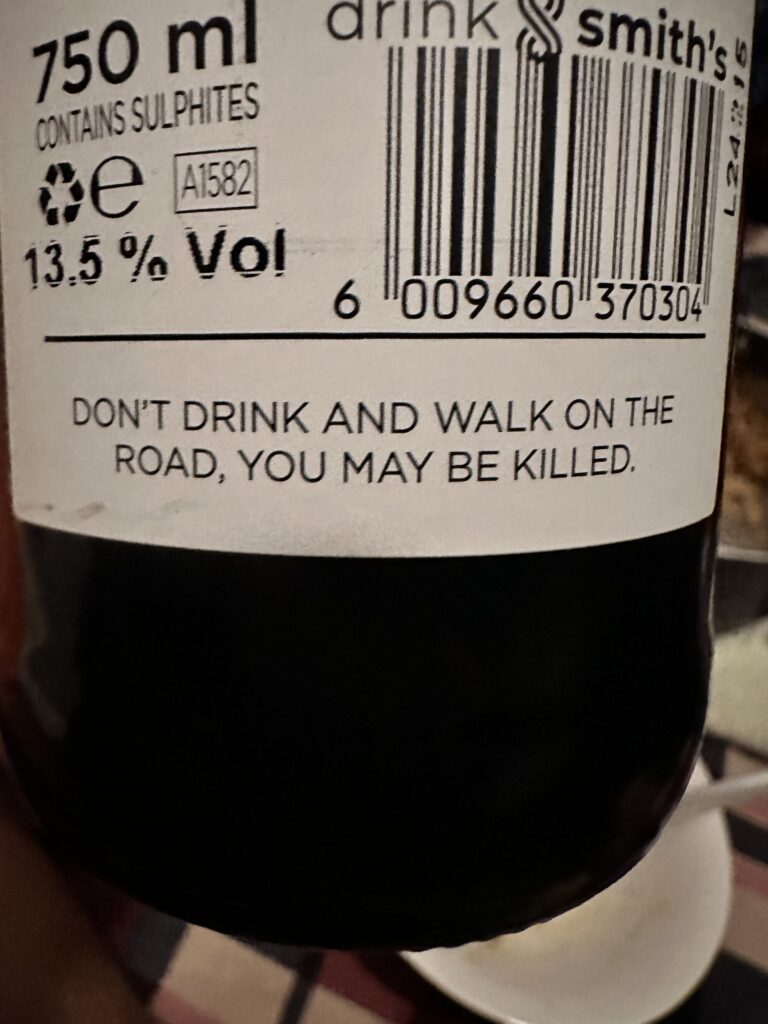 750 ml
drink smith's
CONTAINS SULPHITES
e A1582
13.5 % Vol
6 009660 370304
DON'T DRINK AND WALK ON THE
ROAD, YOU MAY BE KILLED.